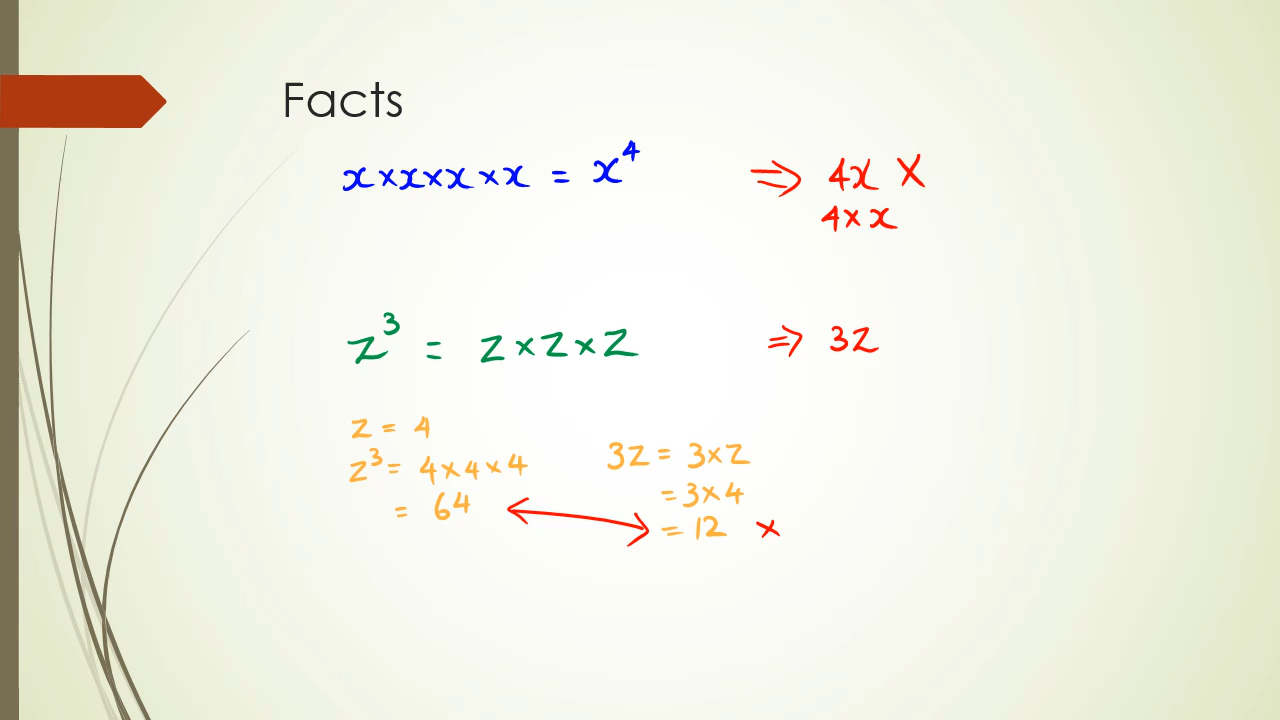 Facts
x × x × x × x = x⁴ ⇒ 4x X
4 × x
z³ = z × z × z ⇒ 3z
z = 4
z³ = 4 × 4 × 4 3z = 3 × z
= 64 = 3 × 4
= 12 ×